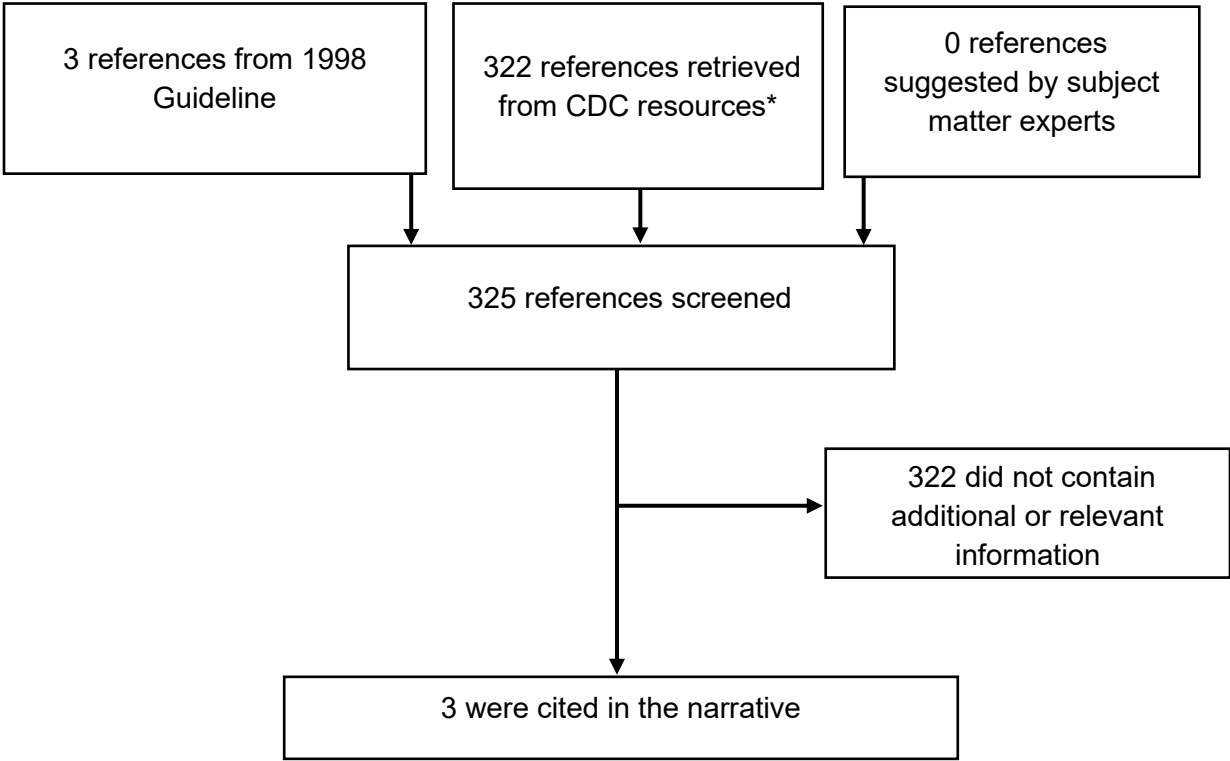 3 references from 1998
Guideline
322 references retrieved
from CDC resources*
0 references
suggested by subject
matter experts
325 references screened
322 did not contain
additional or relevant
information
3 were cited in the narrative